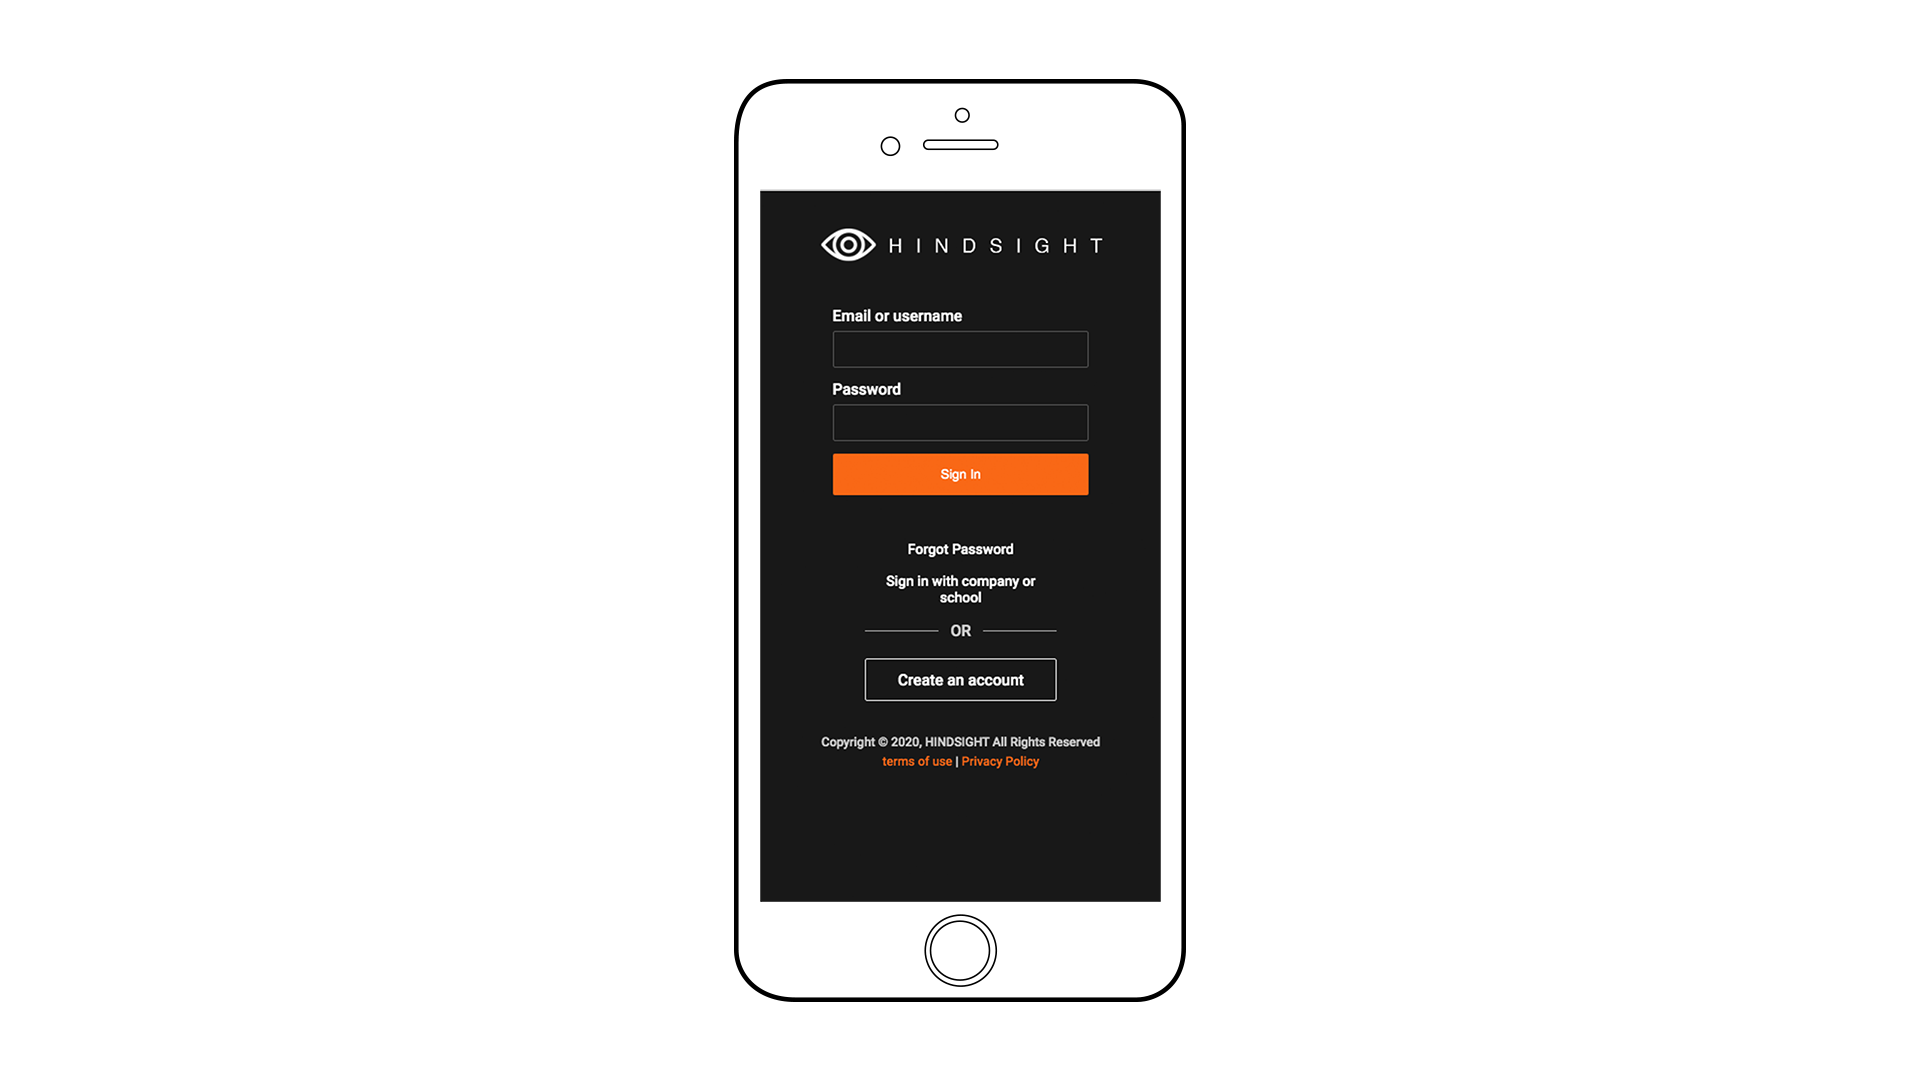 HINDSIGHT
Email or username
Password
Sign In
Forgot Password
Sign in with company or
school
OR
Create an account
Copyright © 2020, HINDSIGHT All Rights Reserved
terms of use | Privacy Policy